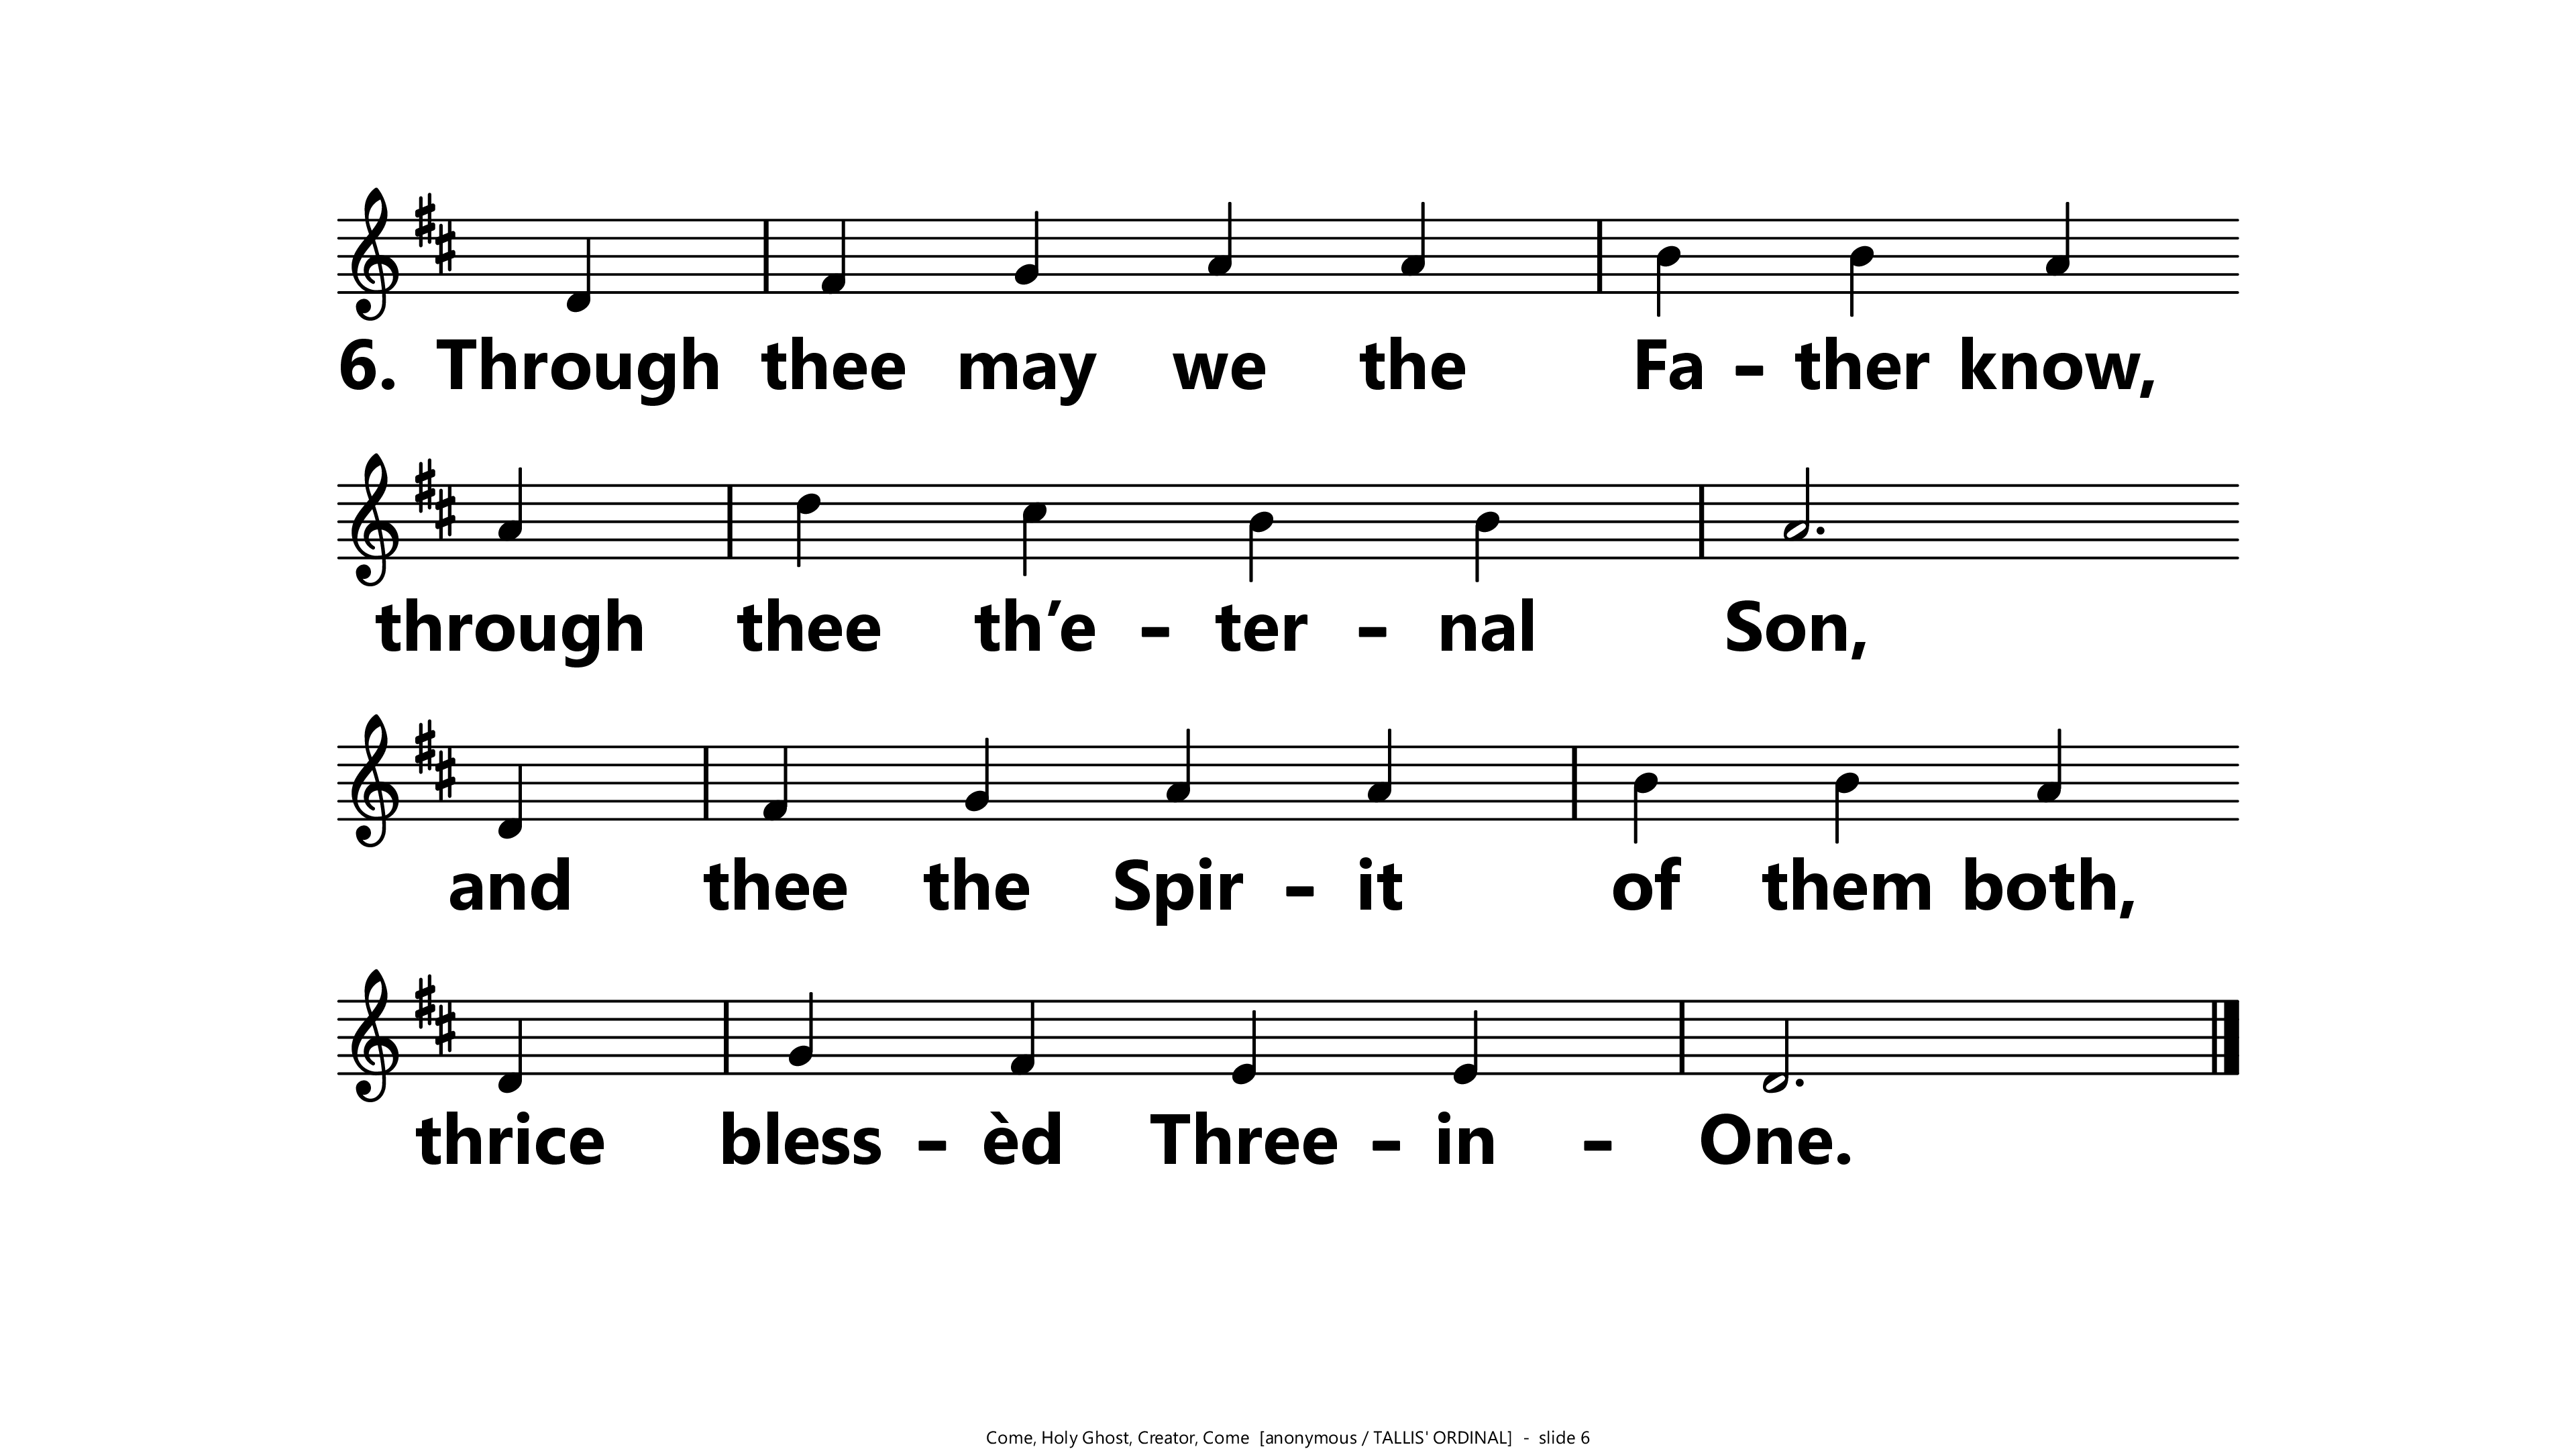 6. Through thee may we the Fa - ther know,
through thee th’e - ter - nal Son,
and thee the Spir - it of them both,
thrice bless - èd Three - in - One.
Come, Holy Ghost, Creator, Come [anonymous / TALLIS' ORDINAL] - slide 6